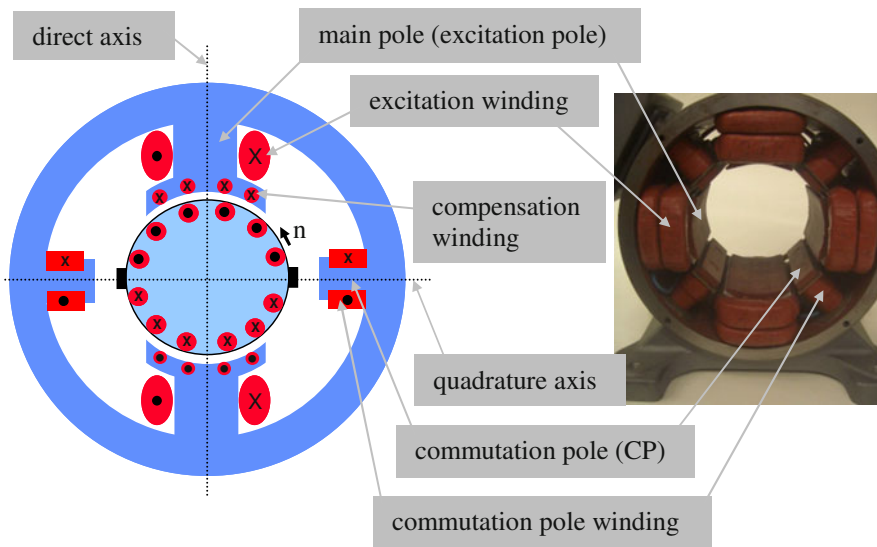 direct axis
main pole (excitation pole)
excitation winding
compensation
winding
n
quadrature axis
commutation pole (CP)
commutation pole winding
X
x
x
x
x
x
x
x
x
x
x
x
x
X